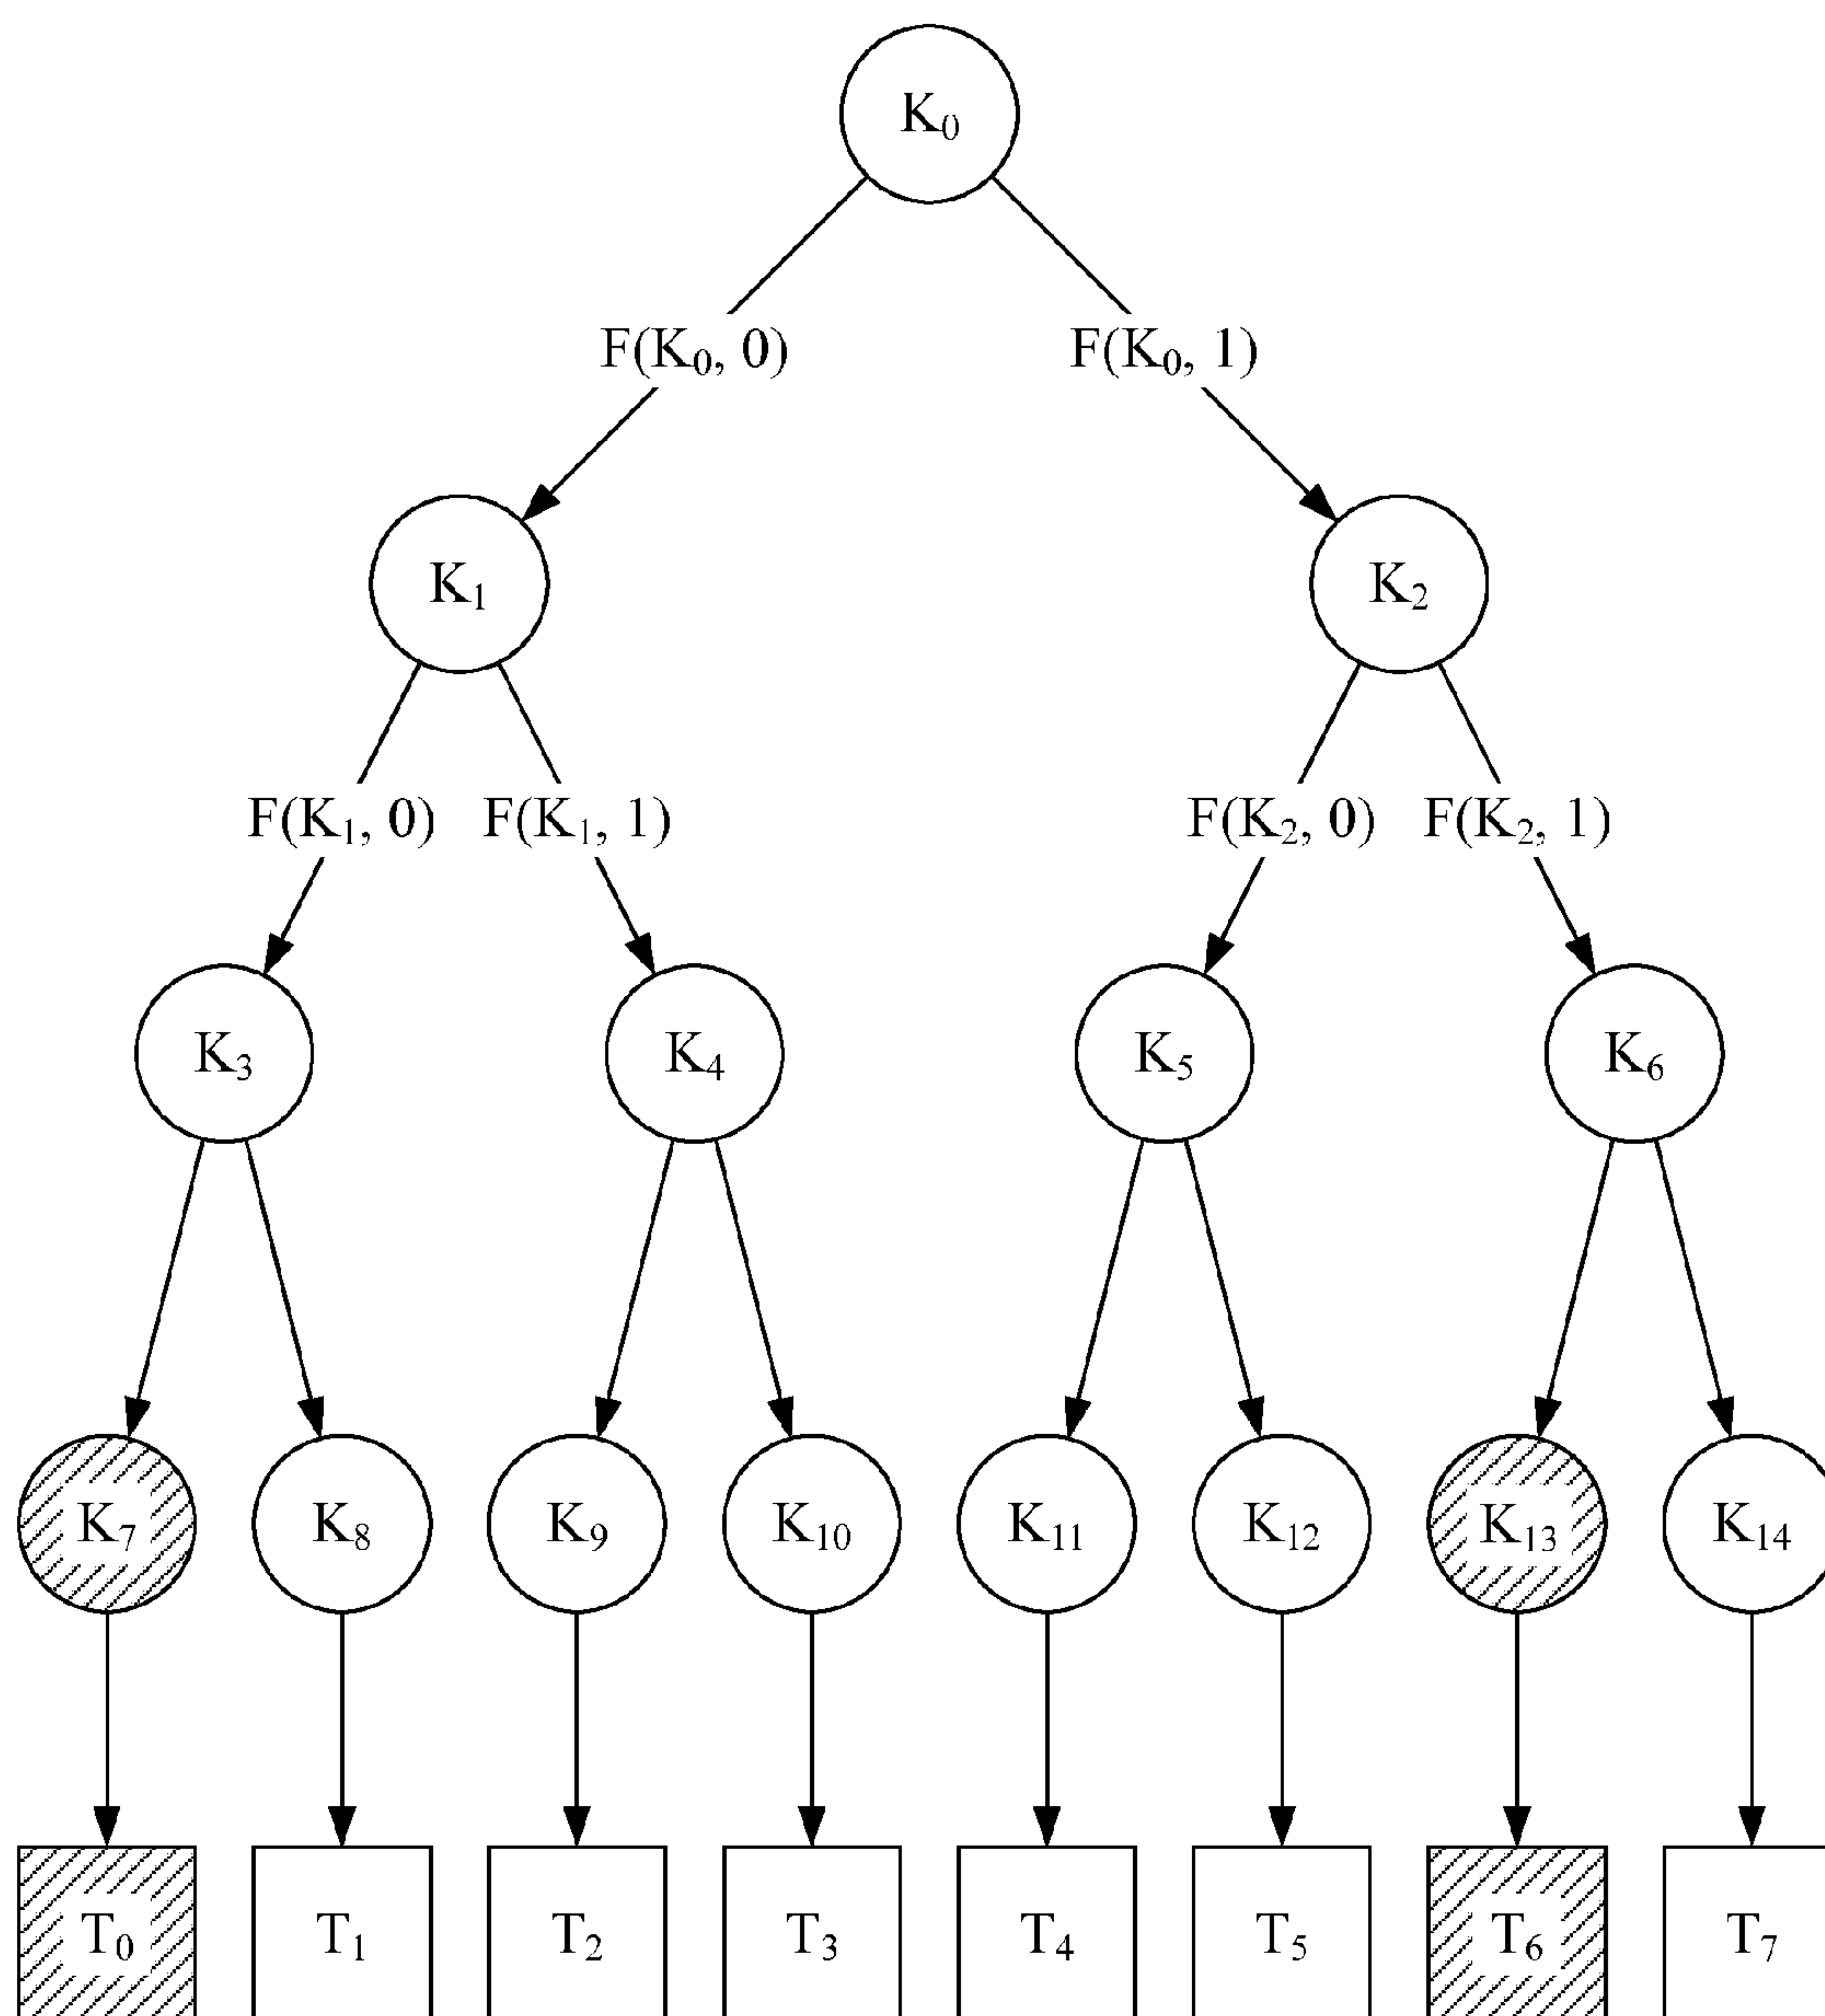 K₀
F(K₀, 0) F(K₀, 1)
K₁ K₂
F(K₁, 0) F(K₁, 1) F(K₂, 0) F(K₂, 1)
K₃ K₄ K₅ K₆
K₇ K₈ K₉ K₁₀ K₁₁ K₁₂ K₁₃ K₁₄
T₀ T₁ T₂ T₃ T₄ T₅ T₆ T₇